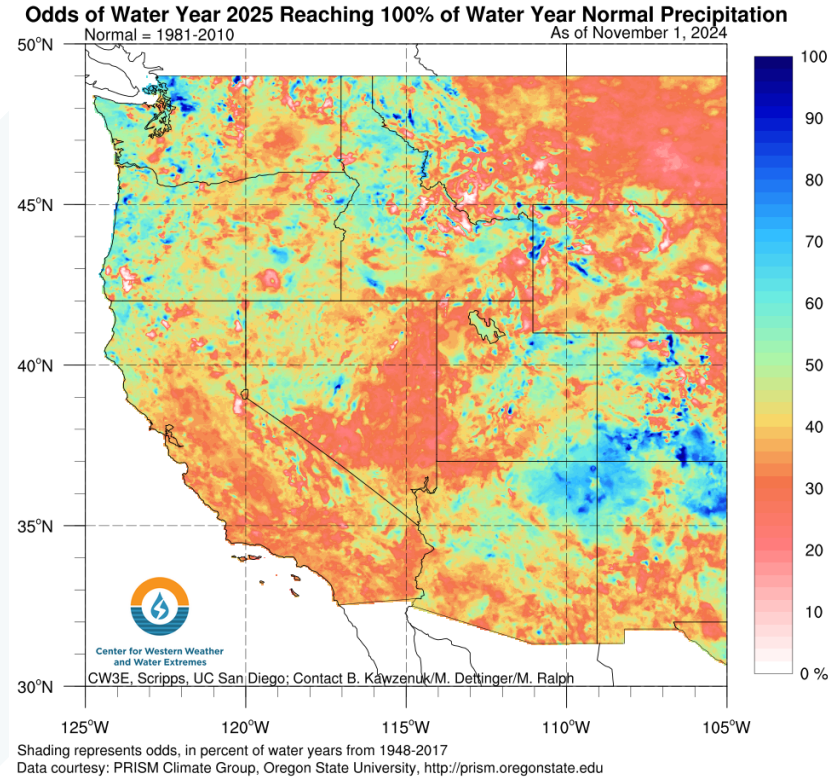 Odds of Water Year 2025 Reaching 100% of Water Year Normal Precipitation
Normal = 1981-2010
As of November 1, 2024
50°N
45°N
40°N
35°N
30°N
125°W
120°W
115°W
110°W
105°W
100
90
80
70
60
50
40
30
20
10
0 %
Center for Western Weather
and Water Extremes
CW3E, Scripps, UC San Diego; Contact B. Kawzenuk/M. Dettinger/M. Ralph
Shading represents odds, in percent of water years from 1948-2017
Data courtesy: PRISM Climate Group, Oregon State University, http://prism.oregonstate.edu